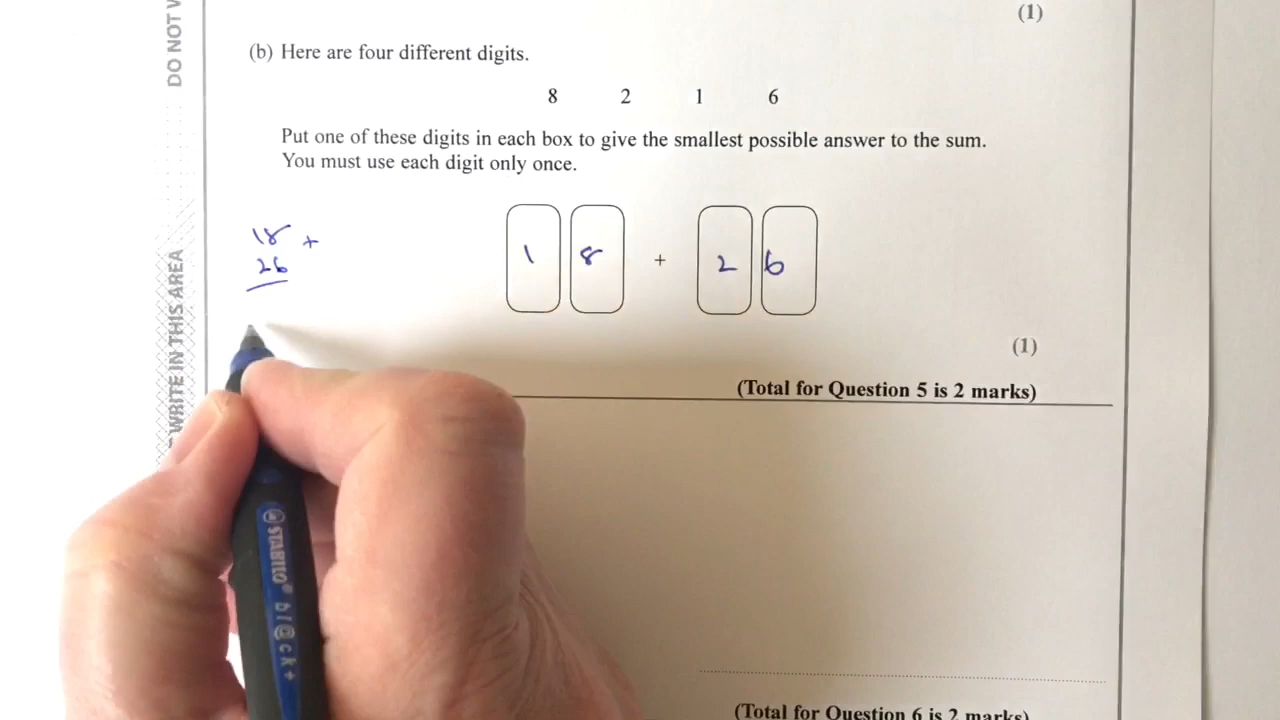 (1)
DO NOT W
(b) Here are four different digits.
8 2 1 6
Put one of these digits in each box to give the smallest possible answer to the sum.
You must use each digit only once.
18 +
26
1 8 + 2 6
WRITE IN THIS AREA
(1)
(Total for Question 5 is 2 marks)
STABILO® bl@ck+
(Total for Question 6 is 2 marks)